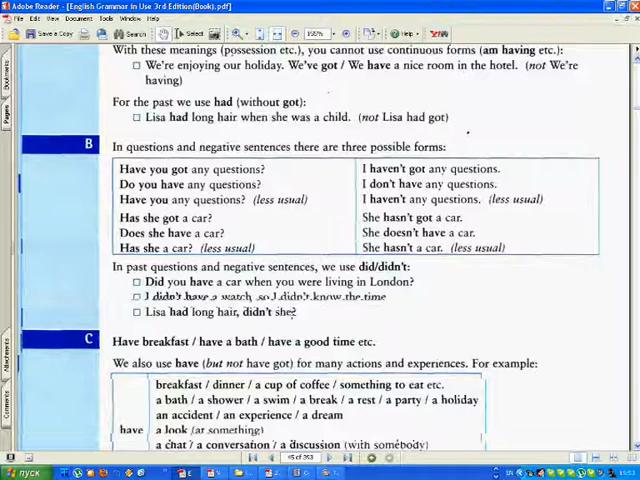 Adobe Reader - [English Grammar in Use 3rd Edition(Book).pdf]
File Edit View Document Tools Window Help
Save a Copy Select Help
With these meanings (possession etc.), you cannot use continuous forms (am having etc.):
We're enjoying our holiday. We've got / We have a nice room in the hotel. (not We're
having)
For the past we use had (without got):
Lisa had long hair when she was a child. (not Lisa had got)
B
In questions and negative sentences there are three possible forms:
Have you got any questions? I haven't got any questions.
Do you have any questions? I don't have any questions.
Have you any questions? (less usual) I haven't any questions. (less usual)
Has she got a car? She hasn't got a car.
Does she have a car? She doesn't have a car.
Has she a car? (less usual) She hasn't a car. (less usual)
In past questions and negative sentences, we use did/didn't:
Did you have a car when you were living in London?
I didn't have a watch, so I didn't know the time
Lisa had long hair, didn't she?
C
Have breakfast / have a bath / have a good time etc.
We also use have (but not have got) for many actions and experiences. For example:
breakfast / dinner / a cup of coffee / something to eat etc.
a bath / a shower / a swim / a break / a rest / a party / a holiday
an accident / an experience / a dream
have a look (at something)
a chat / a conversation / a discussion (with somebody)
Bookmarks
Pages
Attachments
Comments
45 of 393
пуск